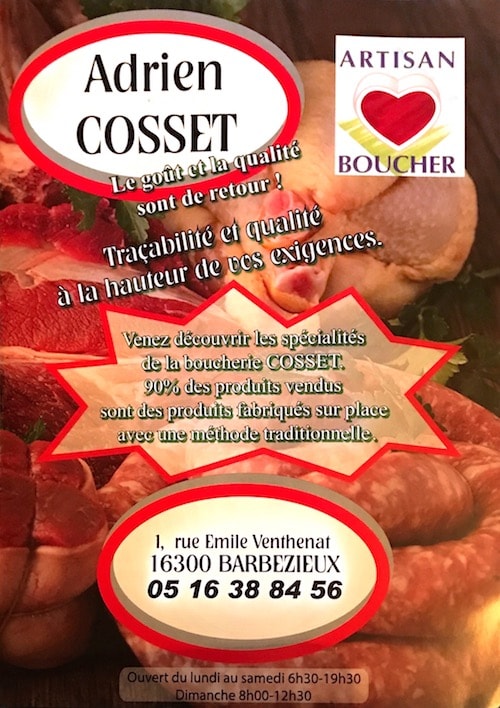 Adrien
COSSET
ARTISAN
BOUCHER
Le goût et la qualité
sont de retour !
Traçabilité et qualité
à la hauteur de vos exigences.
Venez découvrir les spécialités
de la boucherie COSSET.
90% des produits vendus
sont des produits fabriqués sur place
avec une méthode traditionnelle.
1, rue Emile Venthenat
16300 BARBEZIEUX
05 16 38 84 56
Ouvert du lundi au samedi 6h30-19h30
Dimanche 8h00-12h30